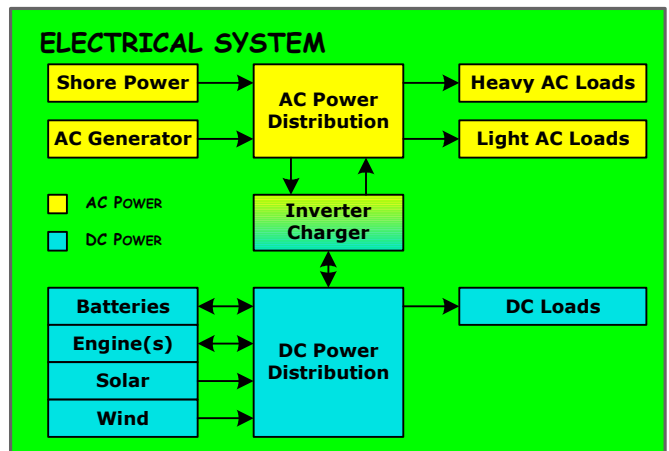 ELECTRICAL SYSTEM
Shore Power
AC Generator
AC Power
Distribution
Heavy AC Loads
Light AC Loads
AC POWER
DC POWER
Inverter
Charger
Batteries
Engine(s)
Solar
Wind
DC Power
Distribution
DC Loads